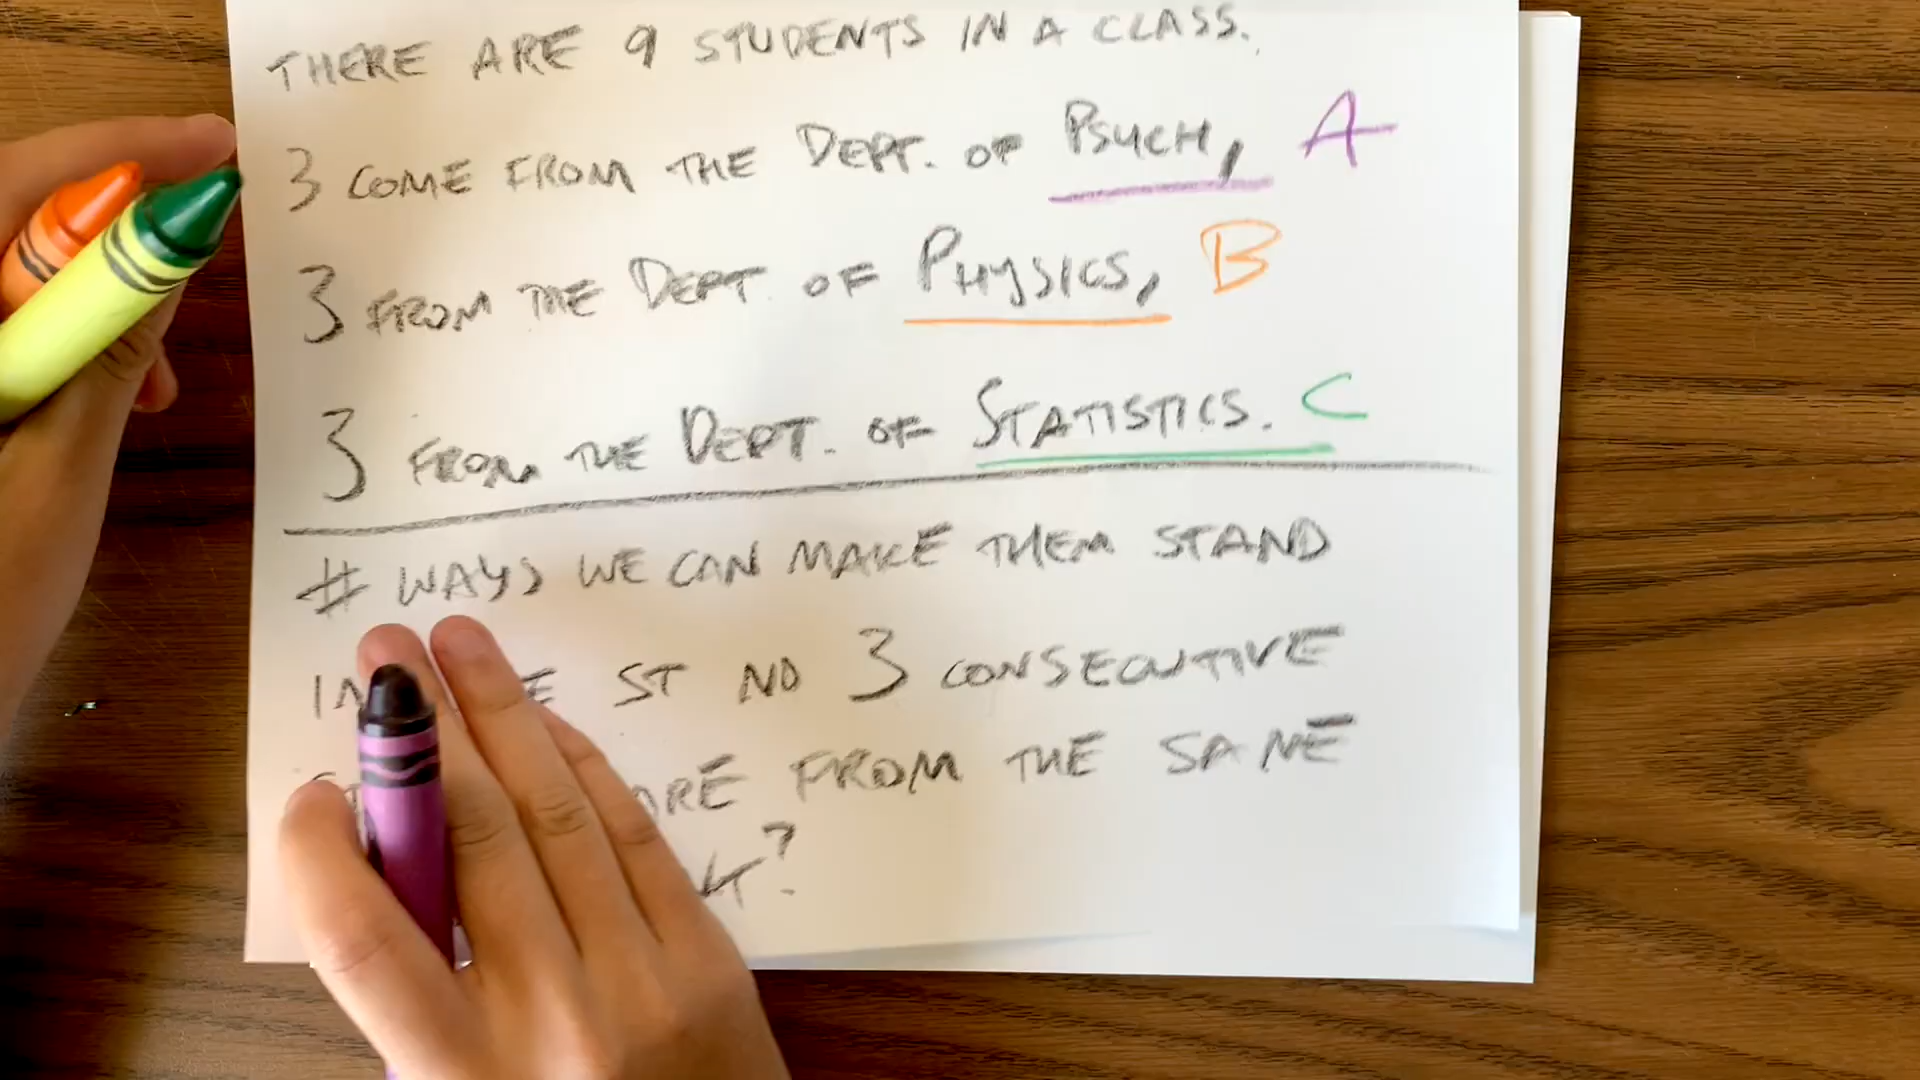 THERE ARE 9 STUDENTS IN A CLASS.
3 COME FROM THE DEPT. OF PSYCH, A
3 FROM THE DEPT. OF PHYSICS, B
3 FROM THE DEPT. OF STATISTICS. C
# WAYS WE CAN MAKE THEM STAND
ST NO 3 CONSECUTIVE
ARE FROM THE SAME